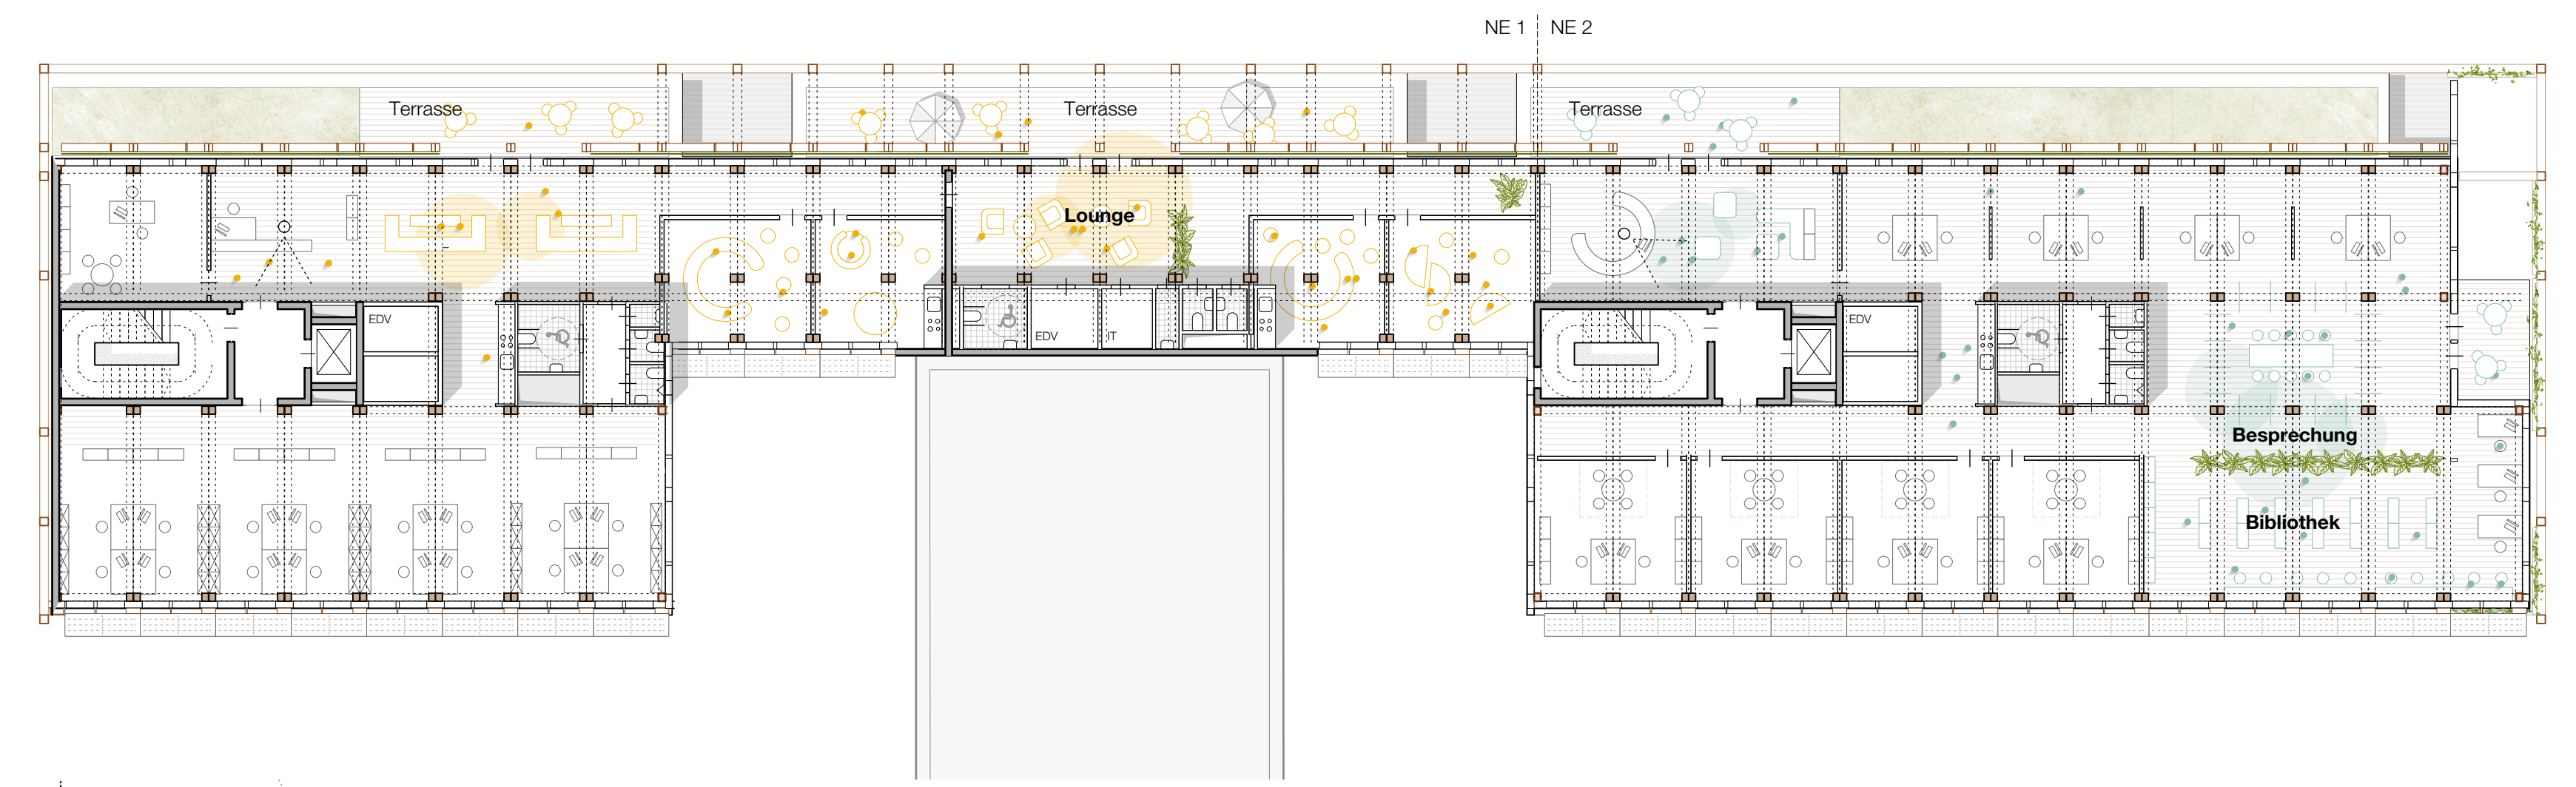 NE 1 NE 2
Terrasse Terrasse Terrasse
Lounge
EDV EDV
EDV IT
Besprechung
Bibliothek